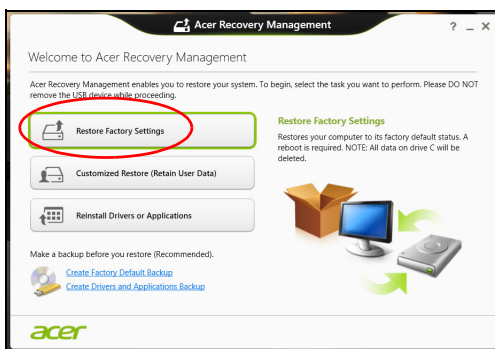 Acer Recovery Management
? _ X
Welcome to Acer Recovery Management
Acer Recovery Management enables you to restore your system. To begin, select the task you want to perform. Please DO NOT
remove the USB device while proceeding.
Restore Factory Settings
Customized Restore (Retain User Data)
Reinstall Drivers or Applications
Restore Factory Settings
Restores your computer to its factory default status. A
reboot is required. NOTE: All data on drive C will be
deleted.
Make a backup before you restore (Recommended).
Create Factory Default Backup
Create Drivers and Applications Backup
acer